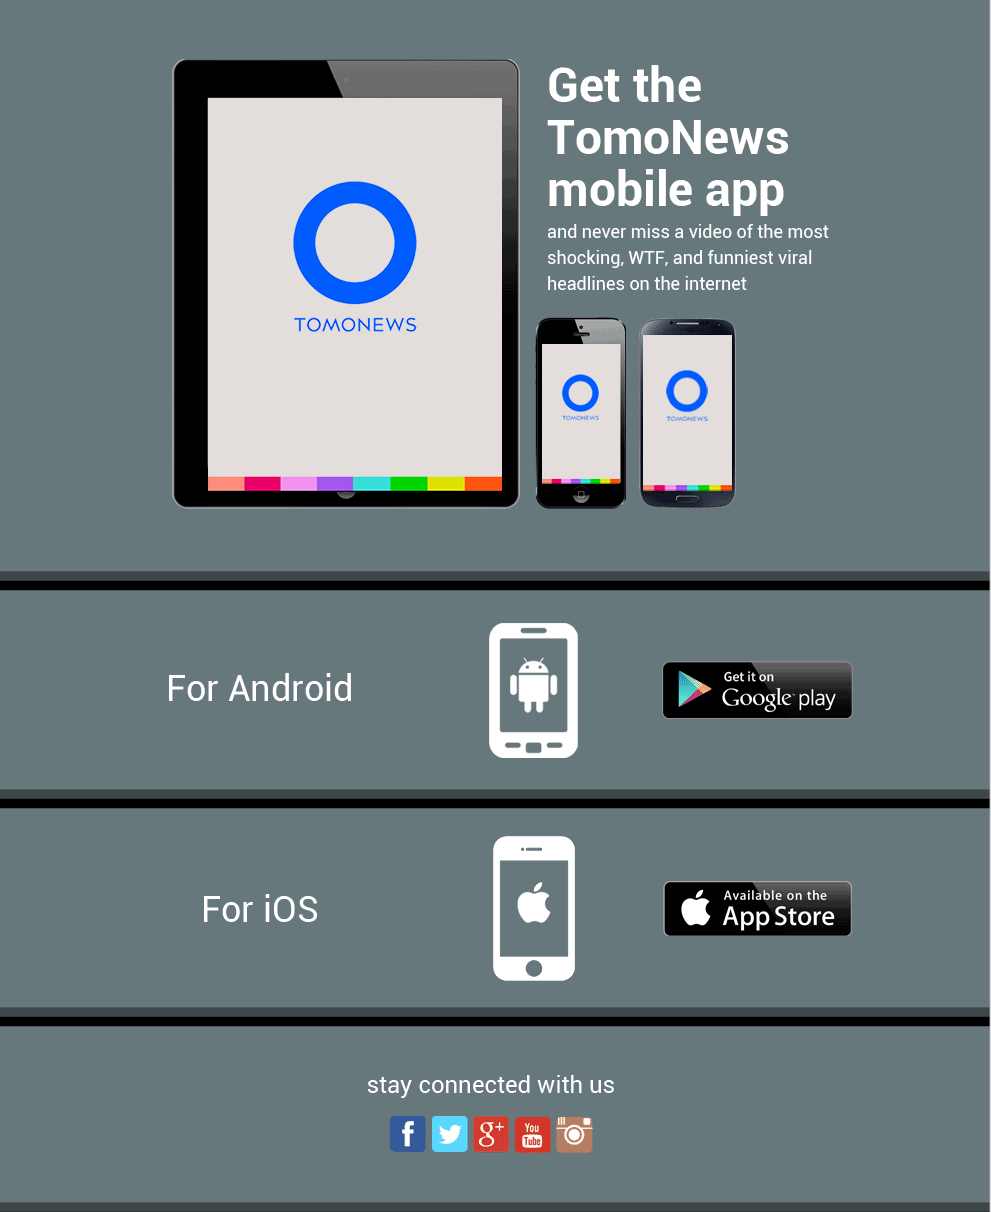 Get the
TomoNews
mobile app
and never miss a video of the most
shocking, WTF, and funniest viral
headlines on the internet
TOMONEWS
TOMONEWS
TOMONEWS
For Android
Get it on
Google play
For iOS
Available on the
App Store
stay connected with us
f
g+
You
Tube